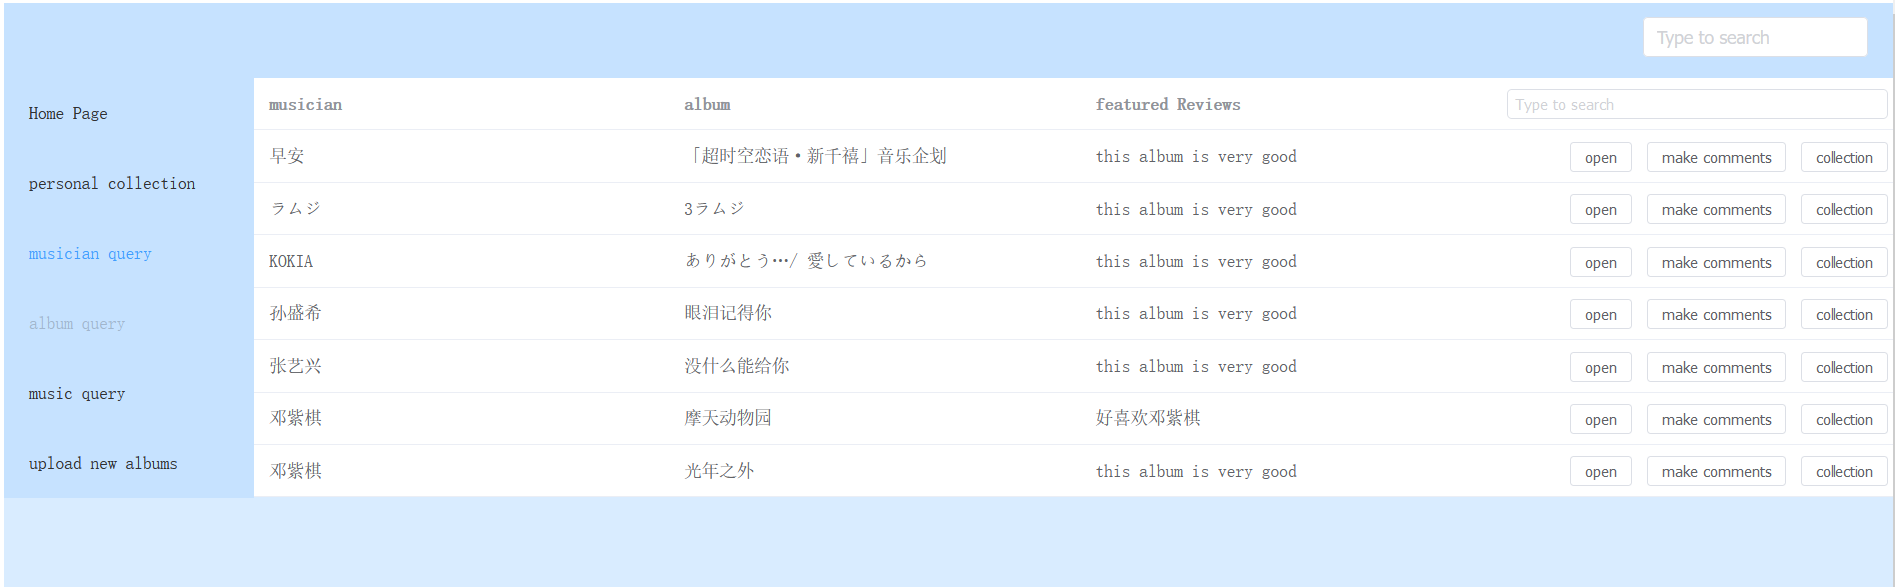 Type to search
Home Page
personal collection
musician query
album query
music query
upload new albums
musician album featured Reviews Type to search
早安 「超时空恋语·新千禧」音乐企划 this album is very good open make comments collection
ラムジ 3ラムジ this album is very good open make comments collection
KOKIA ありがとう…/ 愛しているから this album is very good open make comments collection
孙盛希 眼泪记得你 this album is very good open make comments collection
张艺兴 没什么能给你 this album is very good open make comments collection
邓紫棋 摩天动物园 好喜欢邓紫棋 open make comments collection
邓紫棋 光年之外 this album is very good open make comments collection